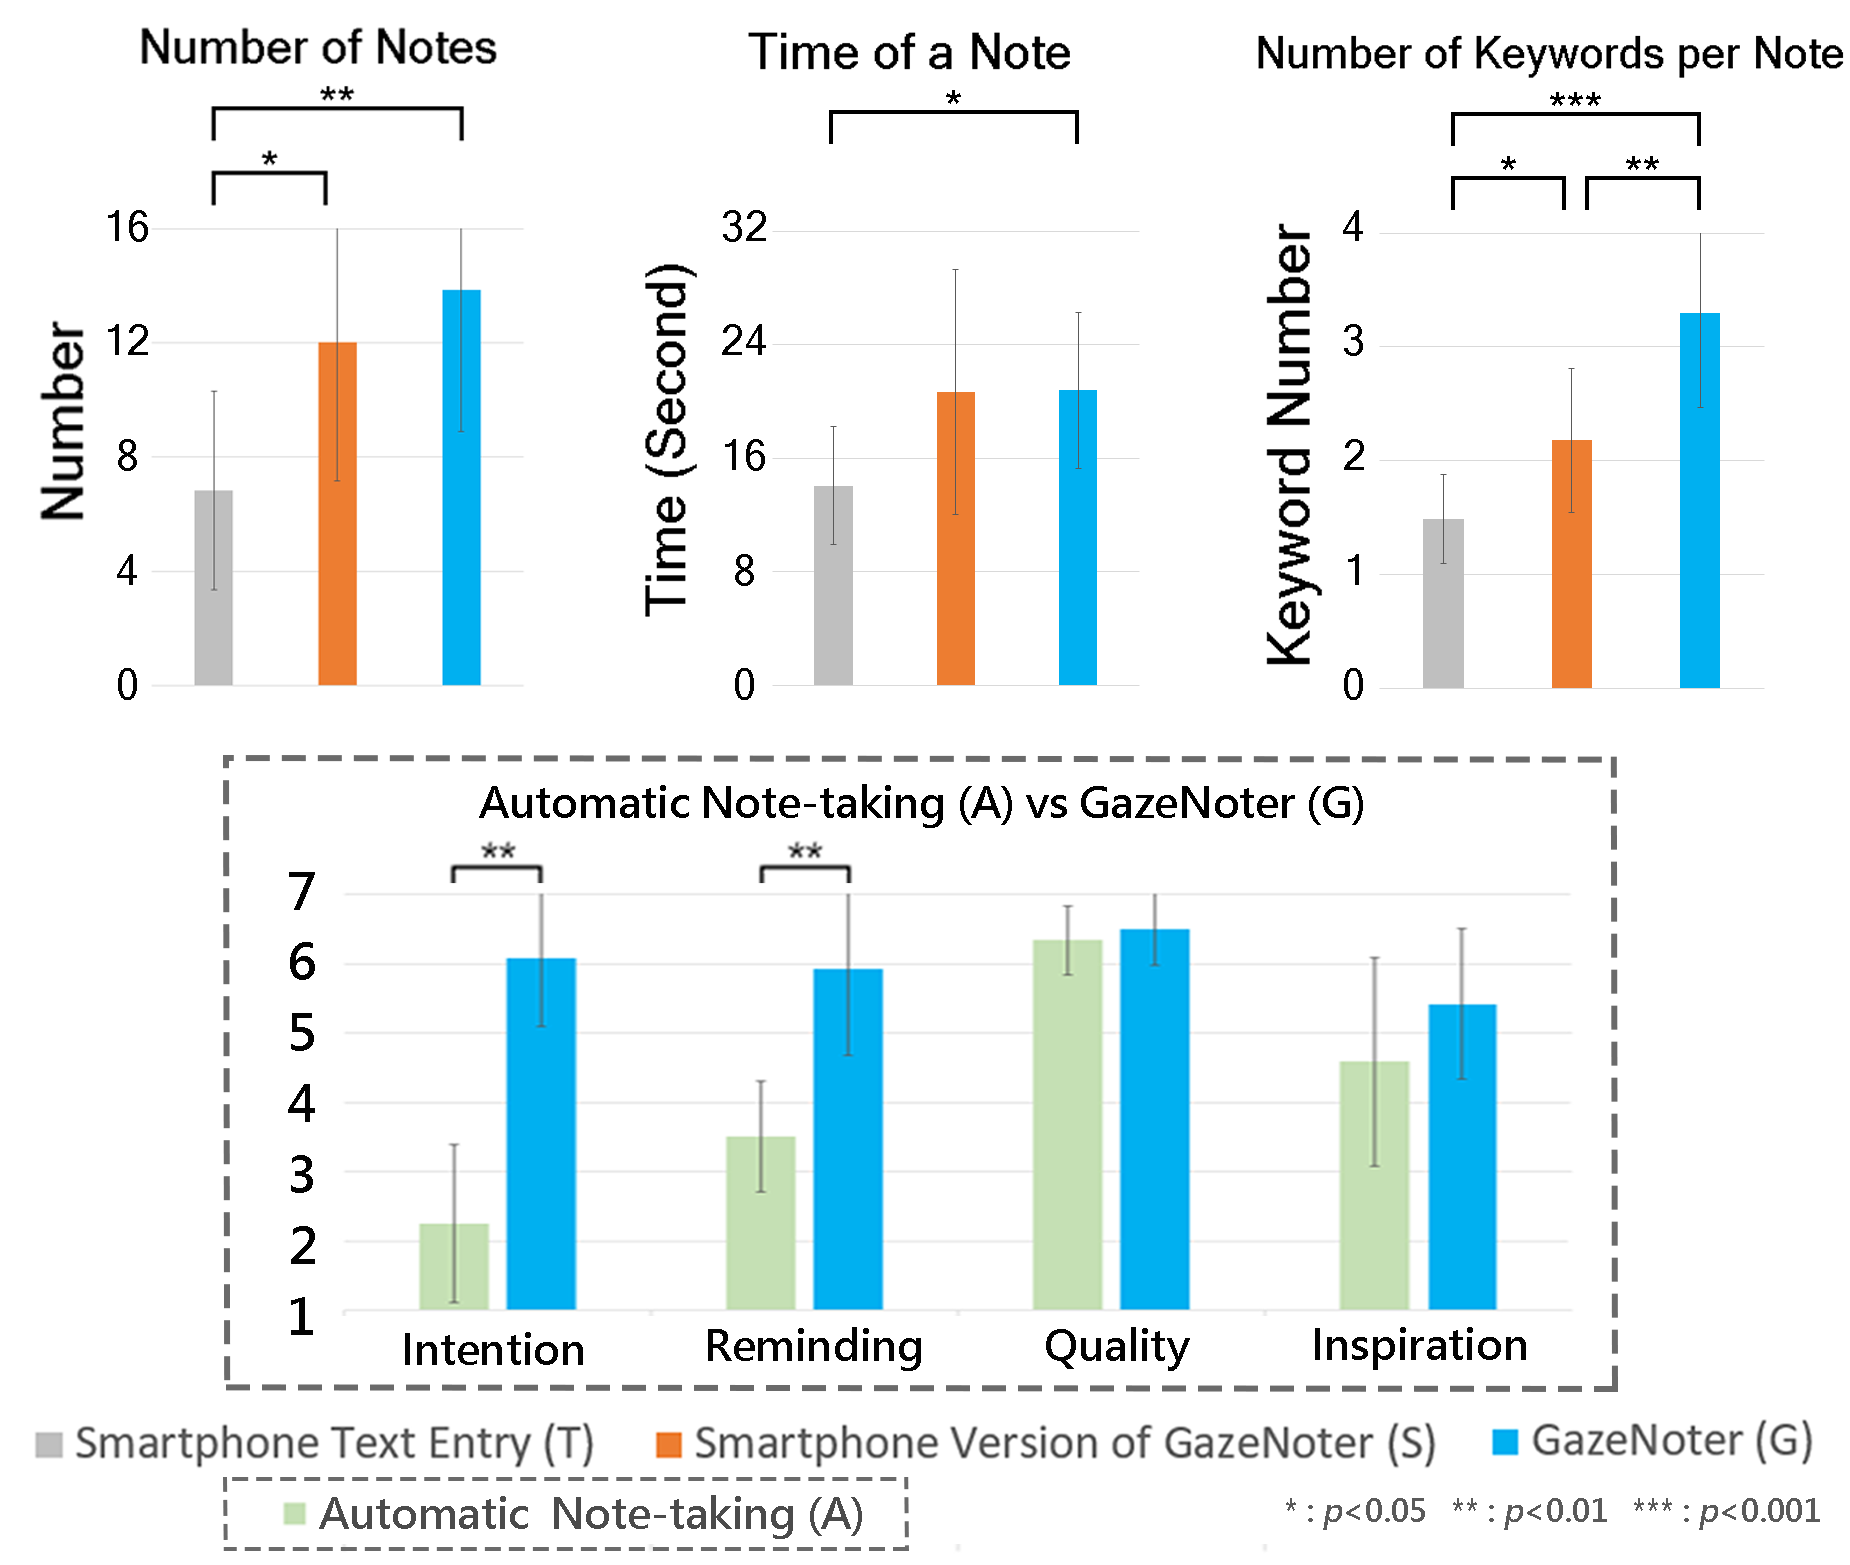 Number of Notes
**
*
16
12
8
4
0
Number
Time of a Note
*
32
24
16
8
0
Time (Second)
Number of Keywords per Note
***
*
**
4
3
2
1
0
Keyword Number
Automatic Note-taking (A) vs GazeNoter (G)
**
**
7
6
5
4
3
2
1
Intention
Reminding
Quality
Inspiration
Smartphone Text Entry (T)
Smartphone Version of GazeNoter (S)
GazeNoter (G)
Automatic Note-taking (A)
* : p<0.05 ** : p<0.01 *** : p<0.001